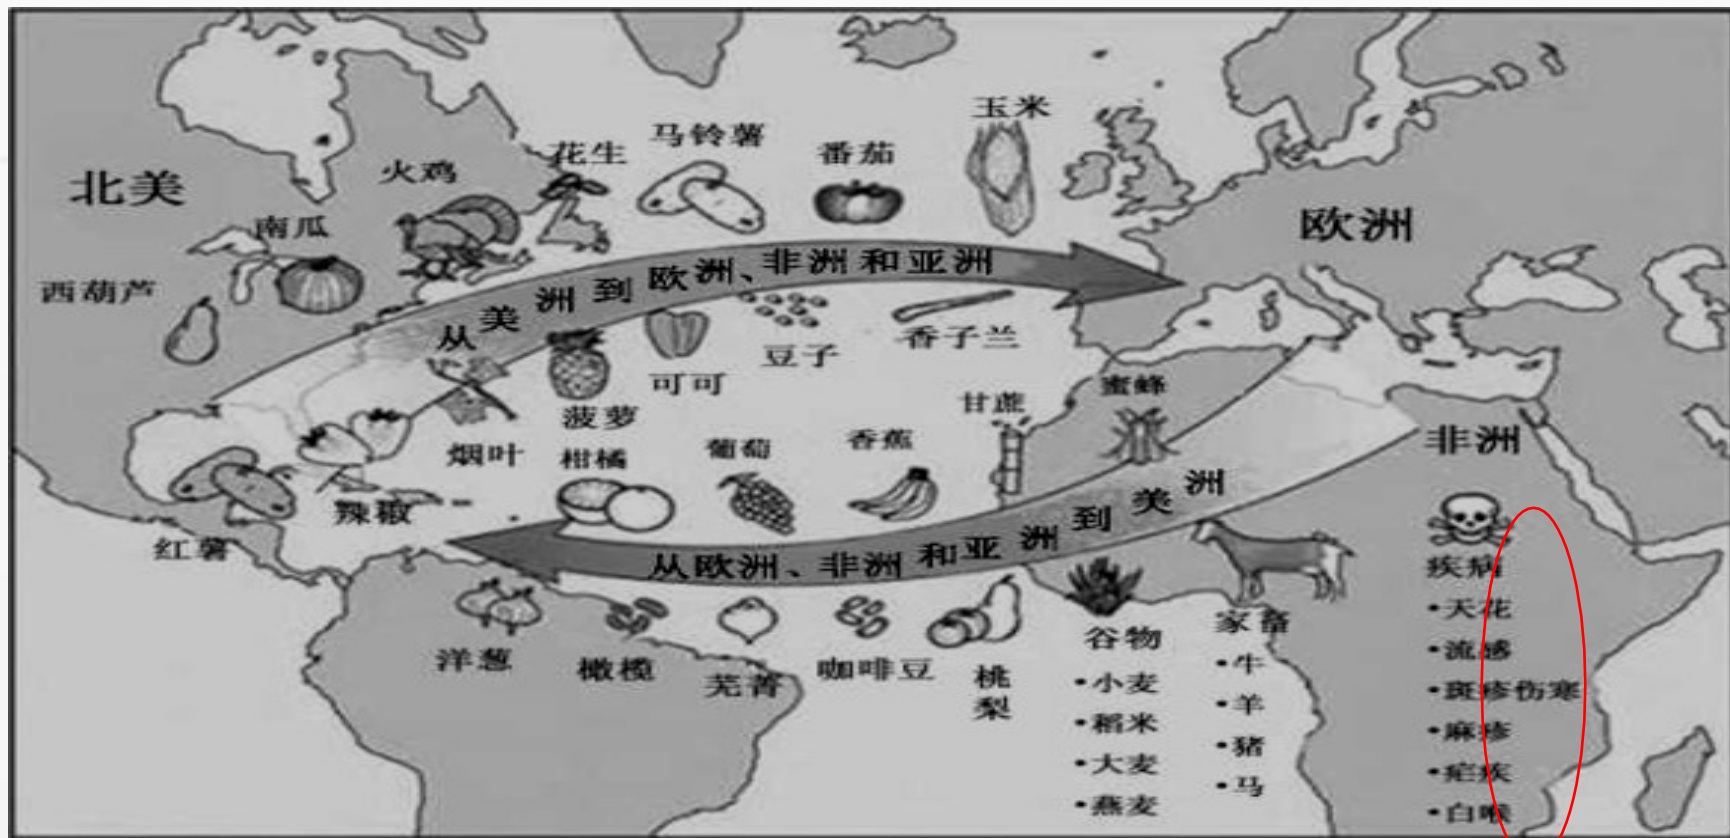 玉米
马铃薯
花生
番茄
火鸡
北美
欧洲
南瓜
西葫芦
从美洲到欧洲、非洲和亚洲
豆子
香子兰
可可
菠萝
蜜蜂
甘蔗
烟叶
柑橘
葡萄
香蕉
非洲
辣椒
红薯
从欧洲、非洲和亚洲到美洲
洋葱
橄榄
芜菁
咖啡豆
桃
梨
谷物
•小麦
•稻米
•大麦
•燕麦
家畜
•牛
•羊
•猪
•马
疾病
•天花
•流感
•斑疹伤寒
•麻疹
•疟疾
•白喉